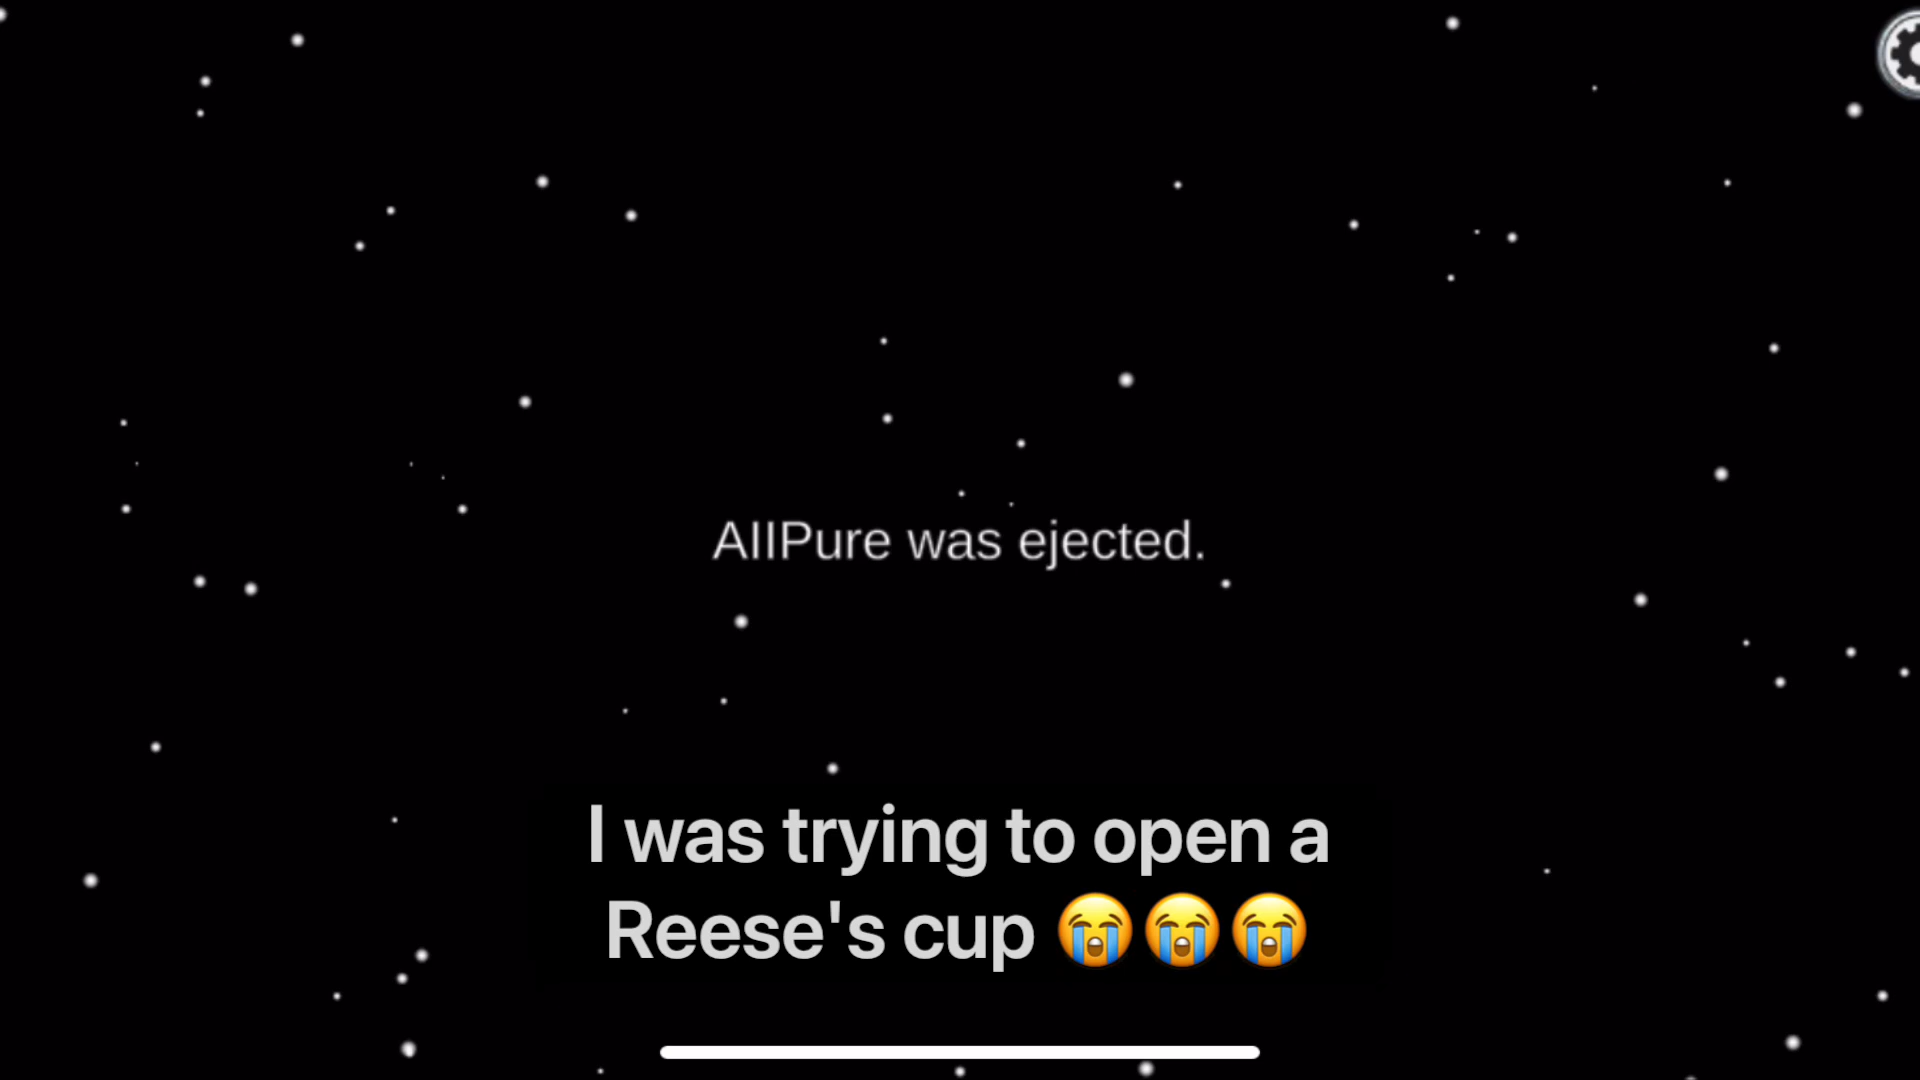 AllPure was ejected.
I was trying to open a
Reese's cup 😭😭😭